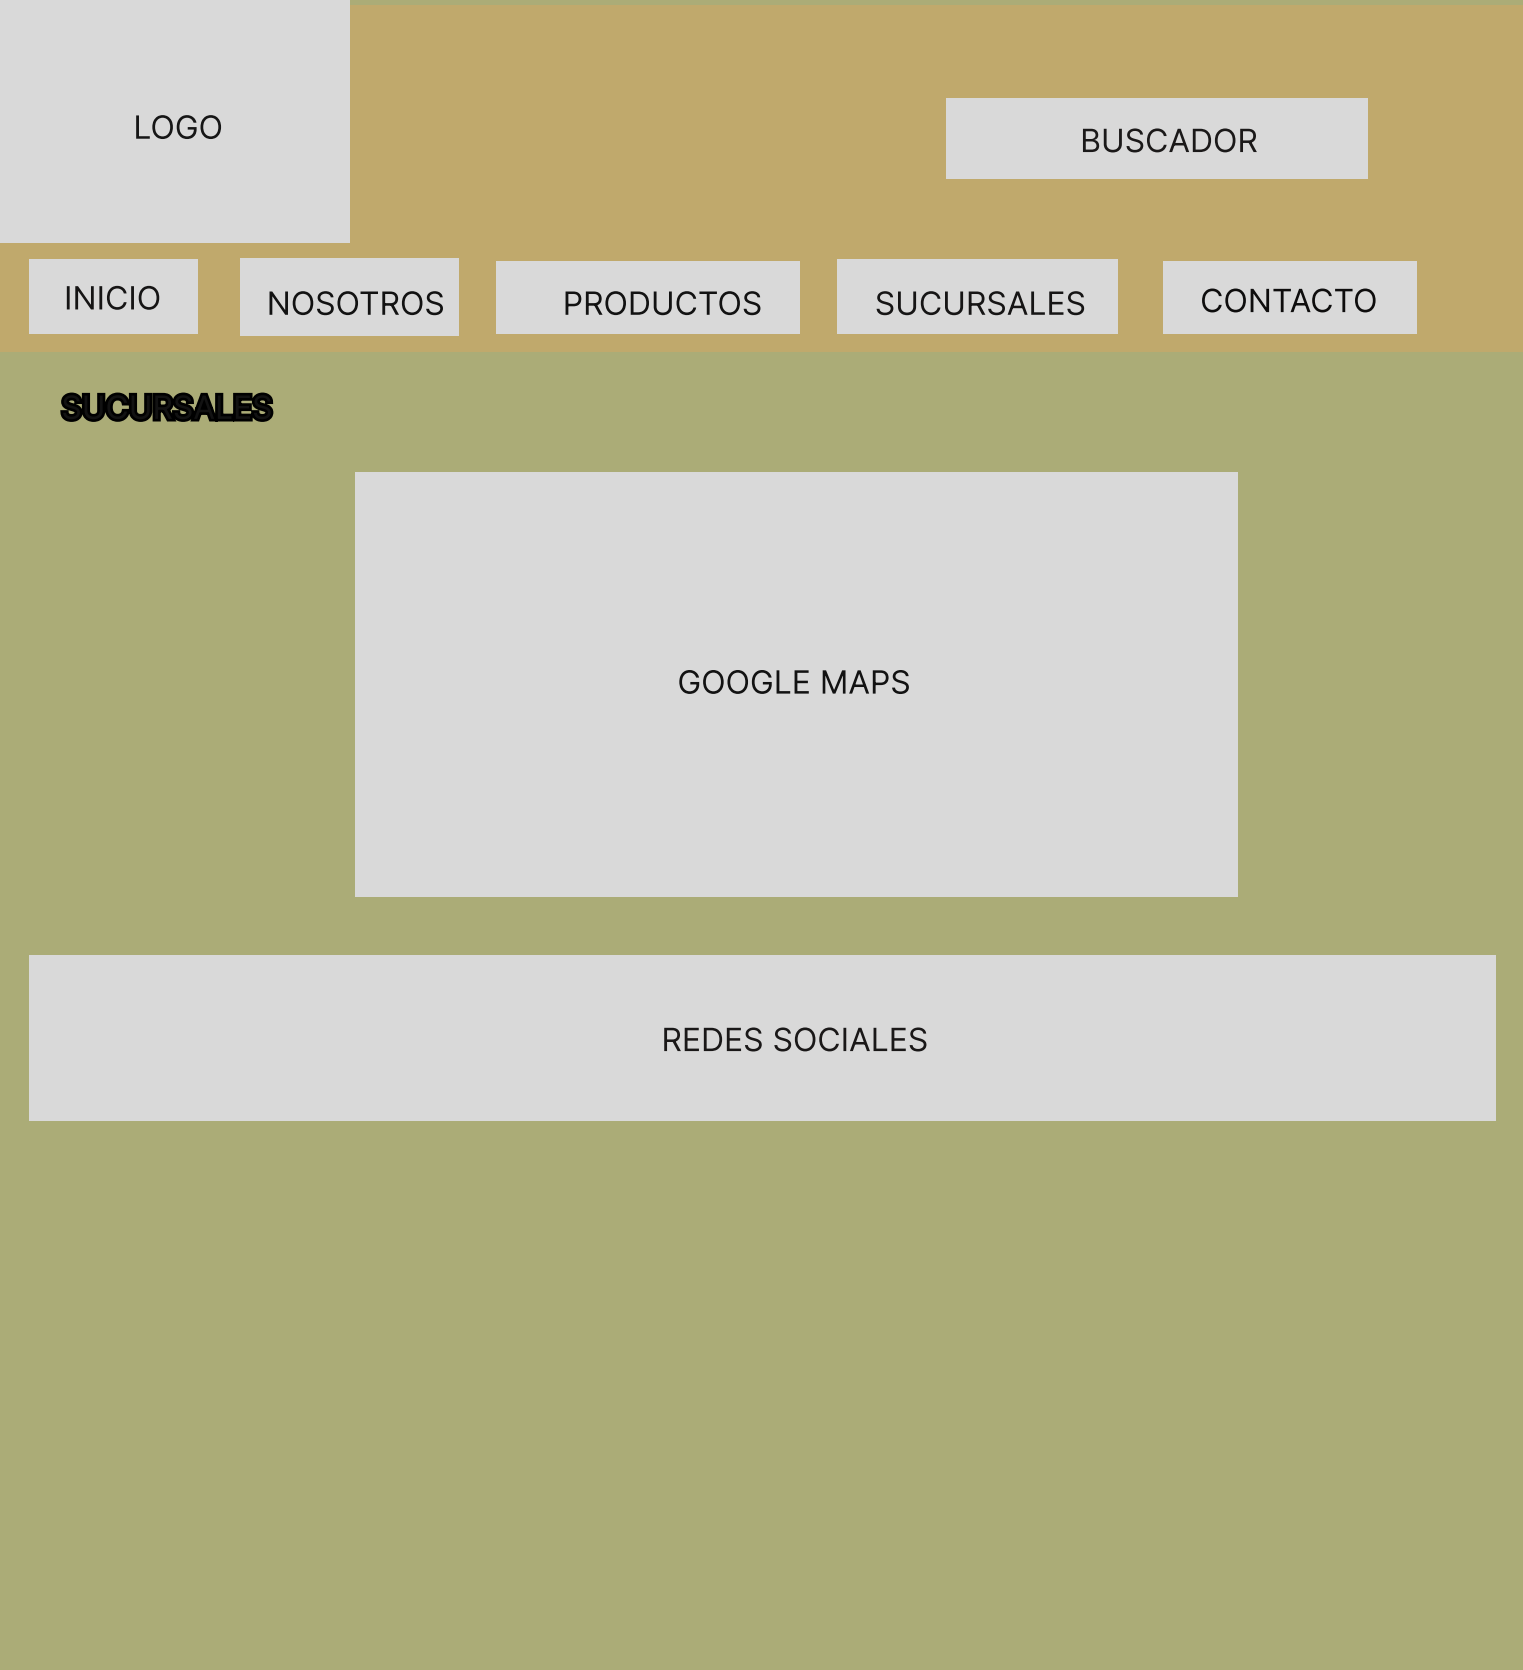 LOGO
BUSCADOR
INICIO
NOSOTROS
PRODUCTOS
SUCURSALES
CONTACTO
SUCURSALES
GOOGLE MAPS
REDES SOCIALES